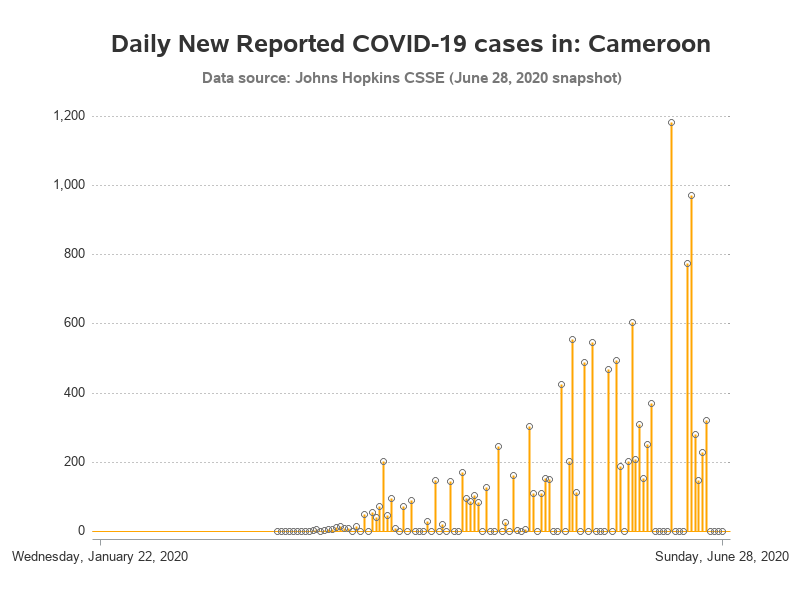 Daily New Reported COVID-19 cases in: Cameroon
Data source: Johns Hopkins CSSE (June 28, 2020 snapshot)
1,200
1,000
800
600
400
200
0
Wednesday, January 22, 2020
Sunday, June 28, 2020